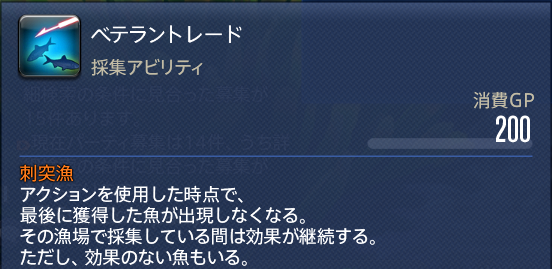 ベテラントレード
採集アビリティ
消費GP
200
刺突漁
アクションを使用した時点で、
最後に獲得した魚が出現しなくなる。
その漁場で採集している間は効果が継続する。
ただし、効果のない魚もいる。